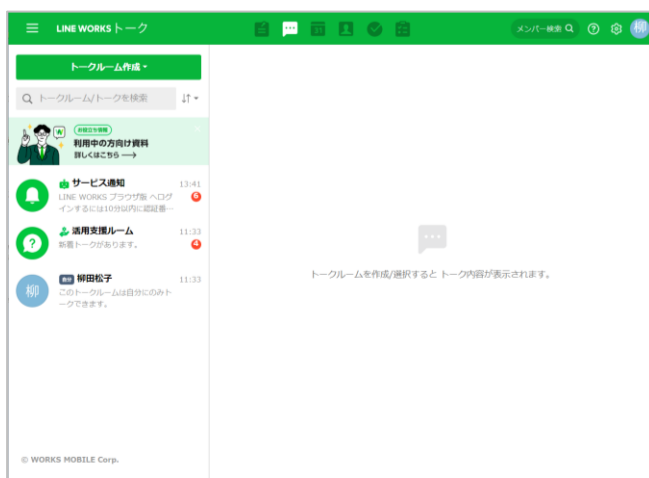 LINE WORKS トーク
31
メンバー検索
柳
トークルーム作成
トークルーム/トークを検索
お役立ち情報
利用中の方向け資料
詳しくはこちら →
サービス通知 13:41
LINE WORKS ブラウザ版 へログ 6
インするには10分以内に認証番…
活用支援ルーム 11:33
新着トークがあります。 4
柳
自分 柳田松子 11:33
このトークルームは自分にのみト
ークできます。
トークルームを作成/選択すると トーク内容が表示されます。
© WORKS MOBILE Corp.